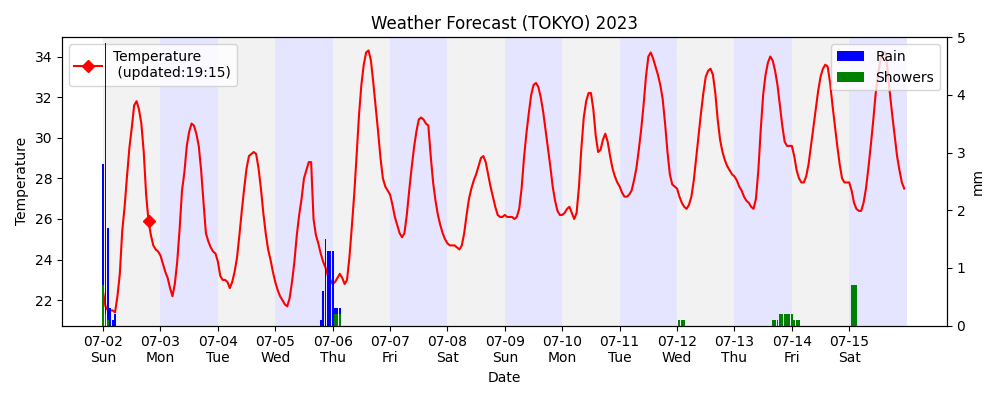 Weather Forecast (TOKYO) 2023
Temperature
(updated:19:15)
Rain
Showers
Temperature
34
32
30
28
26
24
22
5
4
3
2
1
0
mm
07-02 07-03 07-04 07-05 07-06 07-07 07-08 07-09 07-10 07-11 07-12 07-13 07-14 07-15
Sun Mon Tue Wed Thu Fri Sat Sun Mon Tue Wed Thu Fri Sat
Date